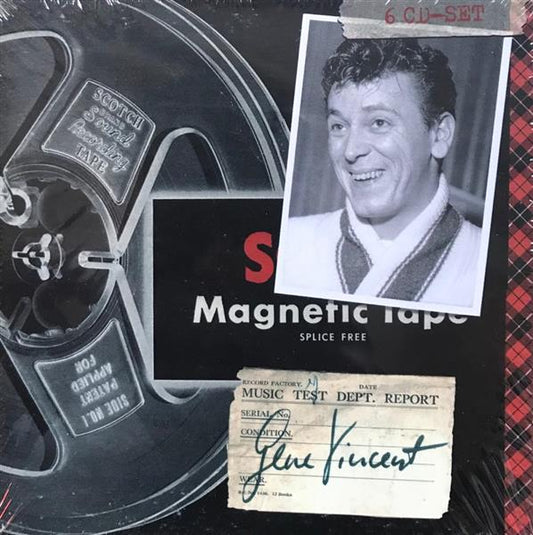 6 CD-SET
SCOTCH
Sound
Recording
TAPE
S
Magnetic Tape
SPLICE FREE
SIDE NO. 1
PATENT
APPLIED
FOR
RECORD FACTORY.
DATE
MUSIC TEST DEPT. REPORT
SERIAL No.
CONDITION.
Gene Vincent
WEAR.